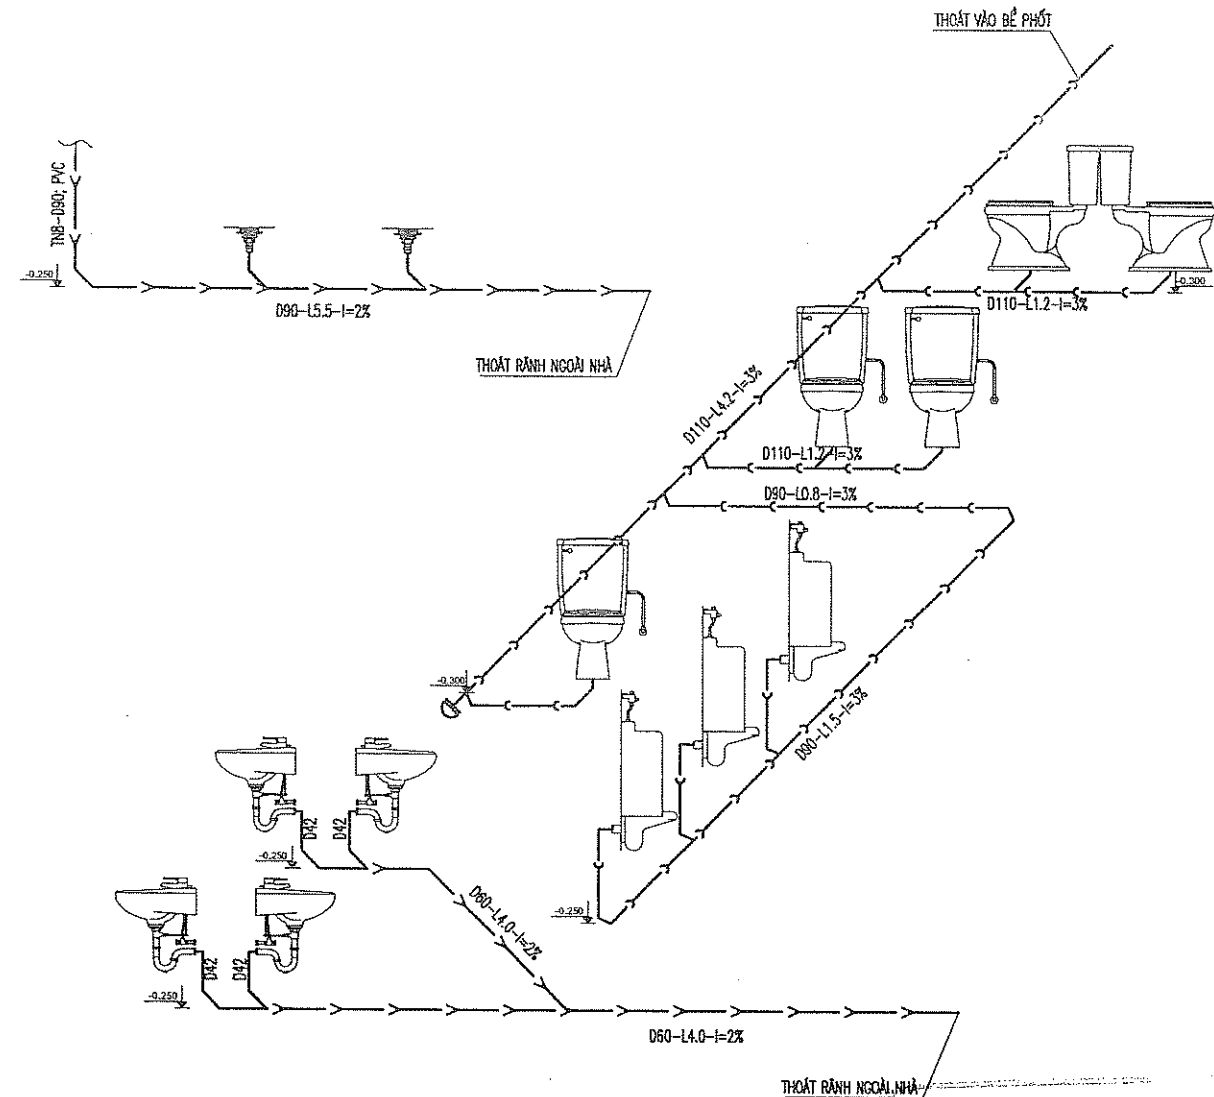 THOÁT VÀO BỂ PHỐT
TNB-D90; PVC
-0.250
D90-L5.5-I=2%
THOÁT RÃNH NGOÀI NHÀ
-0.300
D110-L1.2-I=3%
D110-L4.2-I=3%
D110-L1.2-I=3%
D90-L0.8-I=3%
-0.300
D90-L1.5-I=3%
D42
D42
-0.250
D60-L4.0-I=2%
-0.250
D42
D42
-0.250
D60-L4.0-I=2%
THOÁT RÃNH NGOÀI NHÀ